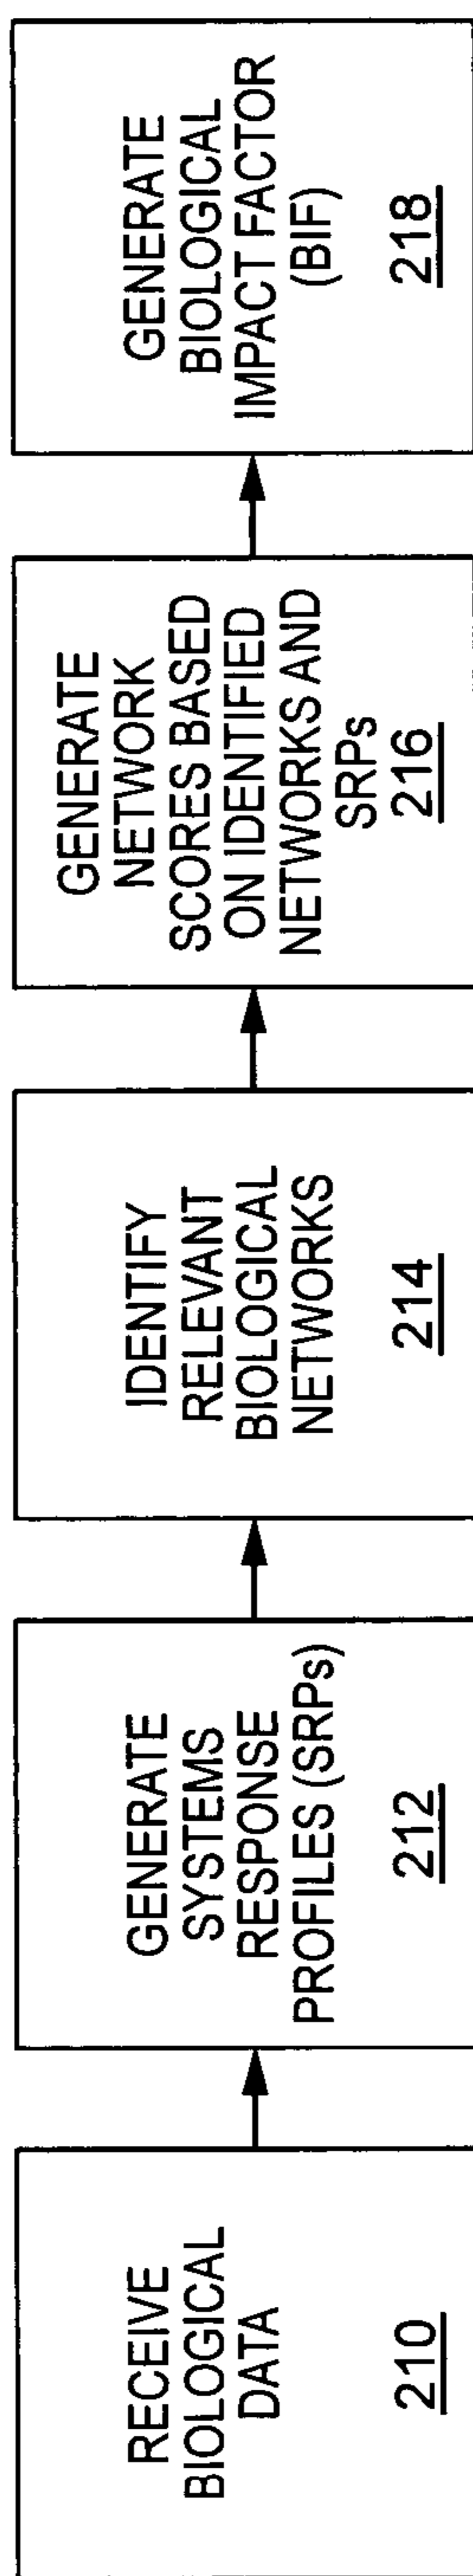 RECEIVE
BIOLOGICAL
DATA
210
GENERATE
SYSTEMS
RESPONSE
PROFILES (SRPs)
212
IDENTIFY
RELEVANT
BIOLOGICAL
NETWORKS
214
GENERATE
NETWORK
SCORES BASED
ON IDENTIFIED
NETWORKS AND
SRPs
216
GENERATE
BIOLOGICAL
IMPACT FACTOR
(BIF)
218